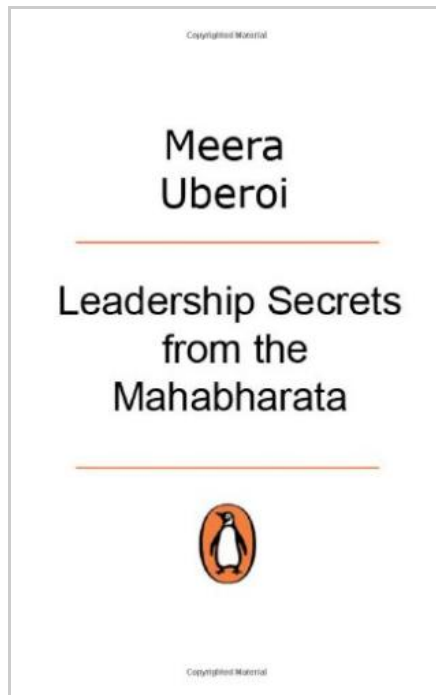 Copyrighted Material
Meera
Uberoi
Leadership Secrets
from the
Mahabharata
Copyrighted Material